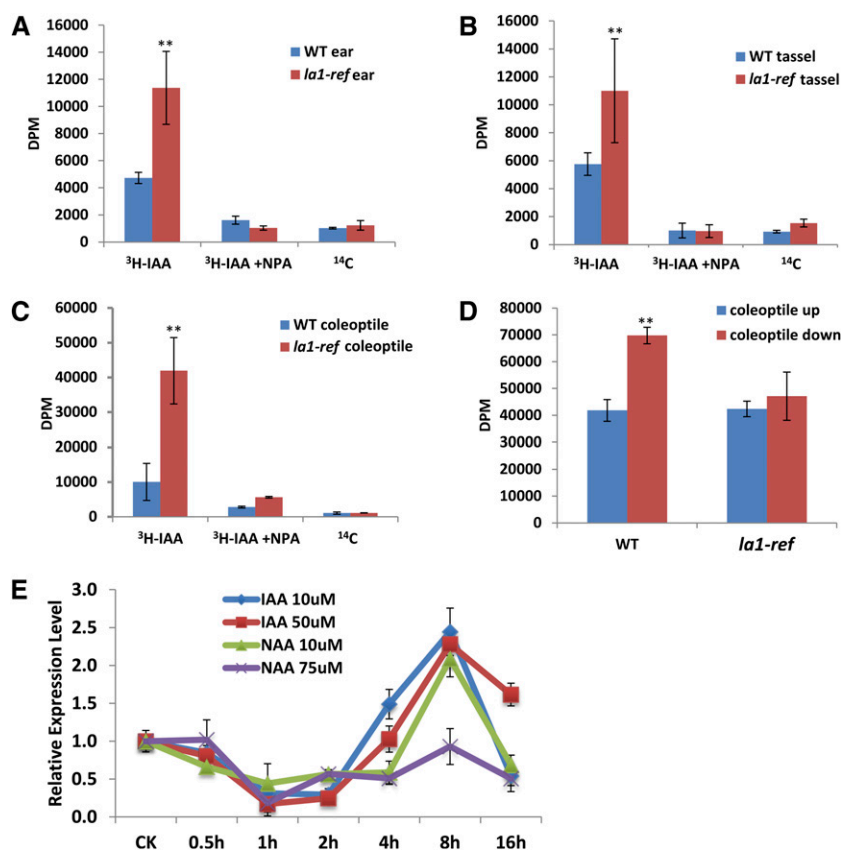 A
16000
14000
12000
10000
8000
6000
4000
2000
0
DPM
**
WT ear
la1-ref ear
³H-IAA
³H-IAA +NPA
¹⁴C
B
16000
14000
12000
10000
8000
6000
4000
2000
0
DPM
**
WT tassel
la1-ref tassel
³H-IAA
³H-IAA +NPA
¹⁴C
C
60000
50000
40000
30000
20000
10000
0
DPM
**
WT coleoptile
la1-ref coleoptile
³H-IAA
³H-IAA +NPA
¹⁴C
D
80000
70000
60000
50000
40000
30000
20000
10000
0
DPM
**
coleoptile up
coleoptile down
WT
la1-ref
E
Relative Expression Level
3.0
2.5
2.0
1.5
1.0
0.5
0.0
IAA 10uM
IAA 50uM
NAA 10uM
NAA 75uM
CK 0.5h 1h 2h 4h 8h 16h